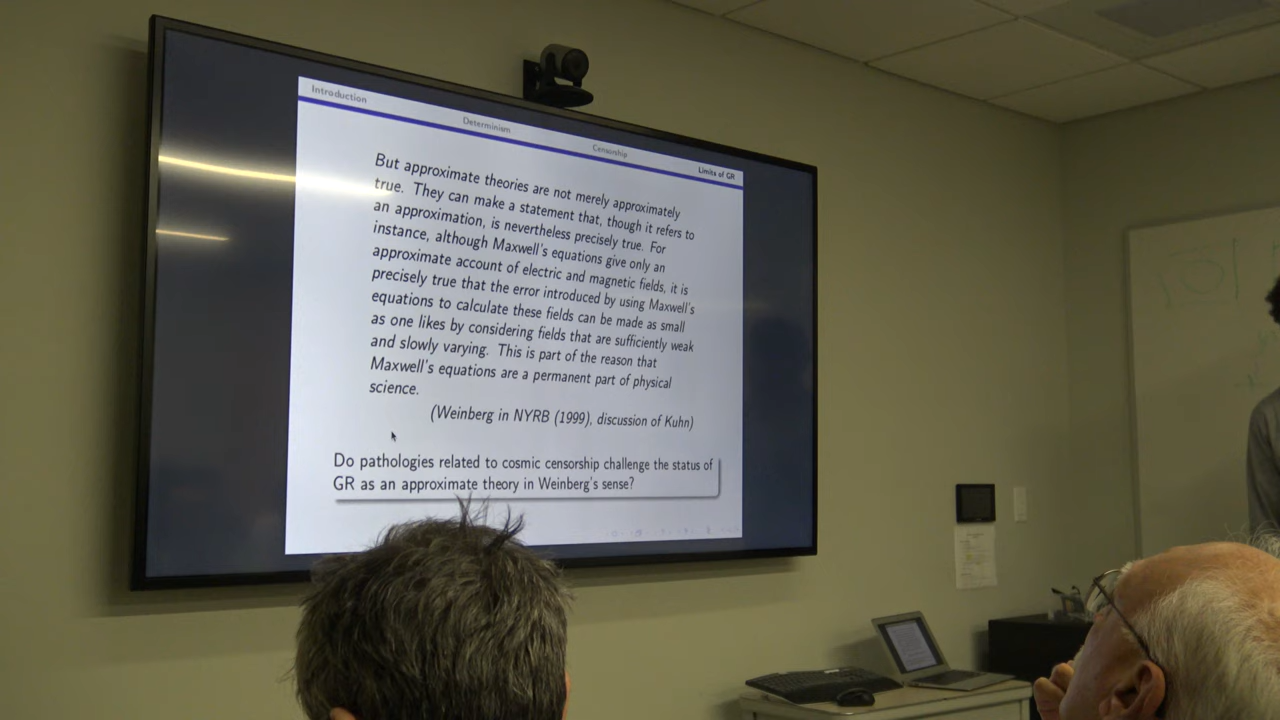 Introduction
Determinism
Censorship
Limits of GR
But approximate theories are not merely approximately
true. They can make a statement that, though it refers to
an approximation, is nevertheless precisely true. For
instance, although Maxwell's equations give only an
approximate account of electric and magnetic fields, it is
precisely true that the error introduced by using Maxwell's
equations to calculate these fields can be made as small
as one likes by considering fields that are sufficiently weak
and slowly varying. This is part of the reason that
Maxwell's equations are a permanent part of physical
science.
(Weinberg in NYRB (1999), discussion of Kuhn)
Do pathologies related to cosmic censorship challenge the status of
GR as an approximate theory in Weinberg's sense?